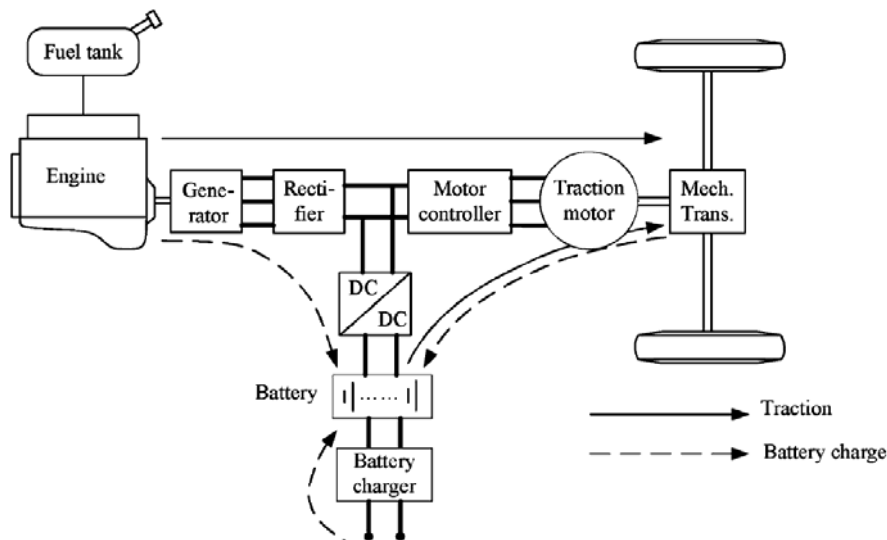 Fuel tank
Engine
Gene-
rator
Recti-
fier
Motor
controller
Traction
motor
Mech.
Trans.
DC
DC
Battery
Battery
charger
Traction
Battery charge